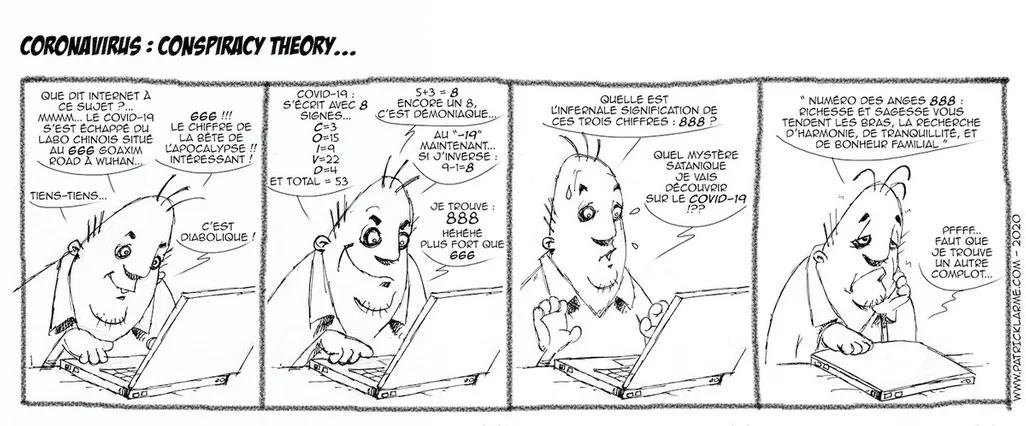 CORONAVIRUS : CONSPIRACY THEORY...
QUE DIT INTERNET À
CE SUJET ?...
MMMM... LE COVID-19
S'EST ÉCHAPPÉ DU
LABO CHINOIS SITUÉ
AU 666 GOAXIM
ROAD À WUHAN...
TIENS-TIENS...
666 !!!
LE CHIFFRE DE
LA BÊTE DE
L'APOCALYPSE !!
INTÉRESSANT !
C'EST
DIABOLIQUE !
COVID-19 :
S'ÉCRIT AVEC 8
SIGNES...
C=3
O=15
I=9
V=22
D=4
ET TOTAL = 53
5+3 = 8
ENCORE UN 8,
C'EST DÉMONIAQUE...
AU "-19"
MAINTENANT...
SI J'INVERSE :
9-1=8
JE TROUVE :
888
HÉHÉHÉ
PLUS FORT QUE
666
QUELLE EST
L'INFERNALE SIGNIFICATION DE
CES TROIS CHIFFRES : 888 ?
QUEL MYSTÈRE
SATANIQUE
JE VAIS
DÉCOUVRIR
SUR LE COVID-19
!??
" NUMÉRO DES ANGES 888 :
RICHESSE ET SAGESSE VOUS
TENDENT LES BRAS, LA RECHERCHE
D'HARMONIE, DE TRANQUILLITÉ, ET
DE BONHEUR FAMILIAL "
PFFFF...
FAUT QUE
JE TROUVE
UN AUTRE
COMPLOT...
WWW.PATRICKLARME.COM - 2020